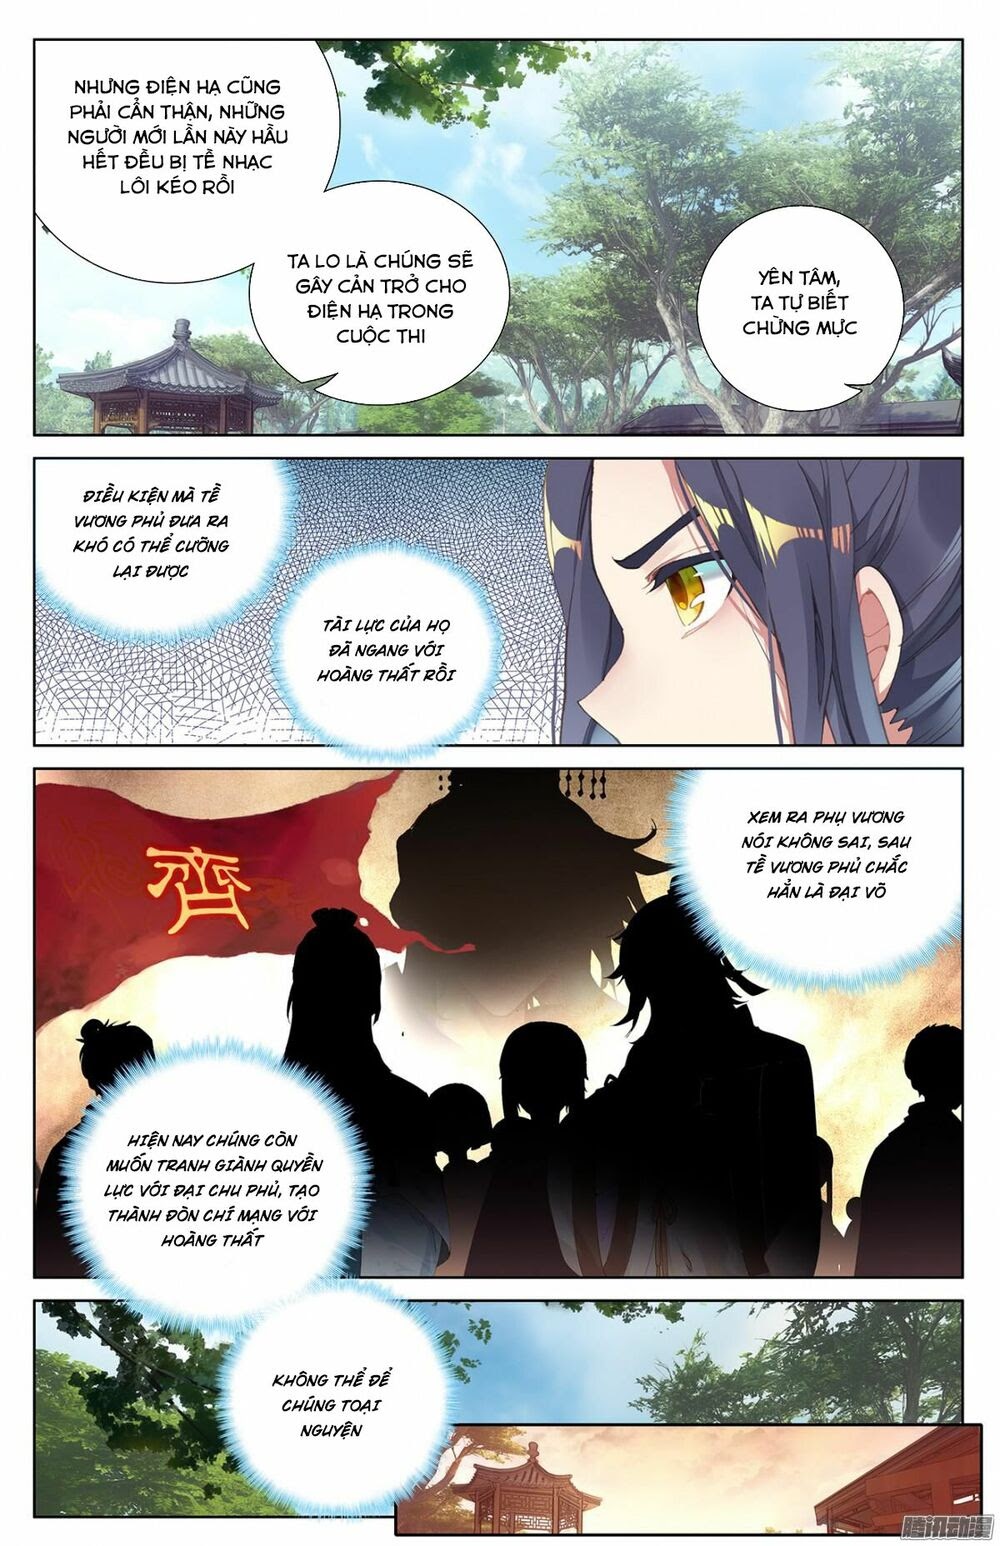 NHƯNG ĐIỆN HẠ CŨNG
PHẢI CẨN THẬN, NHỮNG
NGƯỜI MỚI LẦN NÀY HẦU
HẾT ĐỀU BỊ TỀ NHẠC
LÔI KÉO RỒI
TA LO LÀ CHÚNG SẼ
GÂY CẢN TRỞ CHO
ĐIỆN HẠ TRONG
CUỘC THI
YÊN TÂM,
TA TỰ BIẾT
CHỪNG MỰC
ĐIỀU KIỆN MÀ TỀ
VƯƠNG PHỦ ĐƯA RA
KHÓ CÓ THỂ CƯỠNG
LẠI ĐƯỢC
TÀI LỰC CỦA HỌ
ĐÃ NGANG VỚI
HOÀNG THẤT RỒI
XEM RA PHỤ VƯƠNG
NÓI KHÔNG SAI, SAU
TỀ VƯƠNG PHỦ CHẮC
HẲN LÀ ĐẠI VÕ
齊
HIỆN NAY CHÚNG CÒN
MUỐN TRANH GIÀNH QUYỀN
LỰC VỚI ĐẠI CHU PHỦ, TẠO
THÀNH ĐÒN CHÍ MẠNG VỚI
HOÀNG THẤT
KHÔNG THỂ ĐỂ
CHÚNG TOẠI
NGUYỆN
腾讯动漫